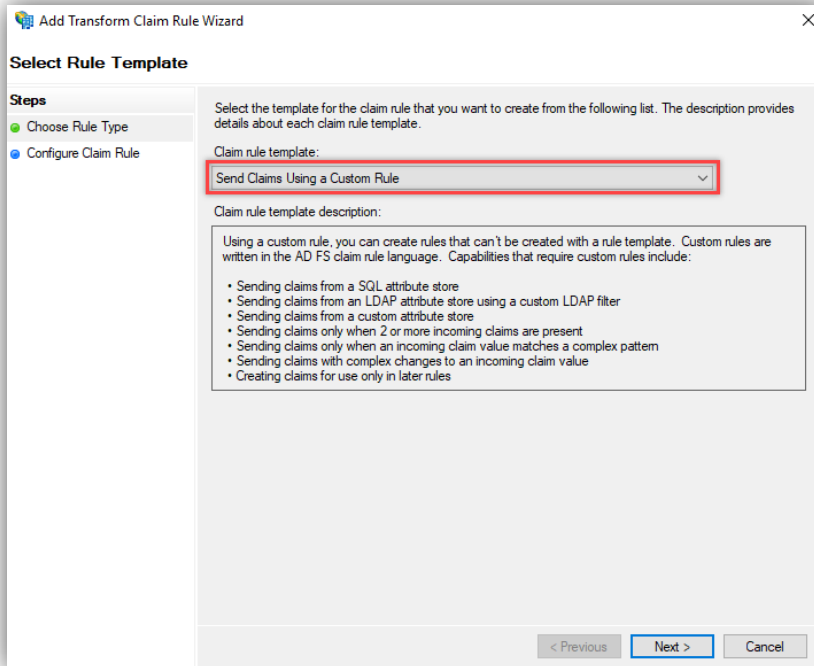 Add Transform Claim Rule Wizard
Select Rule Template
Steps
Choose Rule Type
Configure Claim Rule
Select the template for the claim rule that you want to create from the following list. The description provides
details about each claim rule template.
Claim rule template:
Send Claims Using a Custom Rule
Claim rule template description:
Using a custom rule, you can create rules that can't be created with a rule template. Custom rules are
written in the AD FS claim rule language. Capabilities that require custom rules include:
• Sending claims from a SQL attribute store
• Sending claims from an LDAP attribute store using a custom LDAP filter
• Sending claims from a custom attribute store
• Sending claims only when 2 or more incoming claims are present
• Sending claims only when an incoming claim value matches a complex pattern
• Sending claims with complex changes to an incoming claim value
• Creating claims for use only in later rules
< Previous
Next >
Cancel